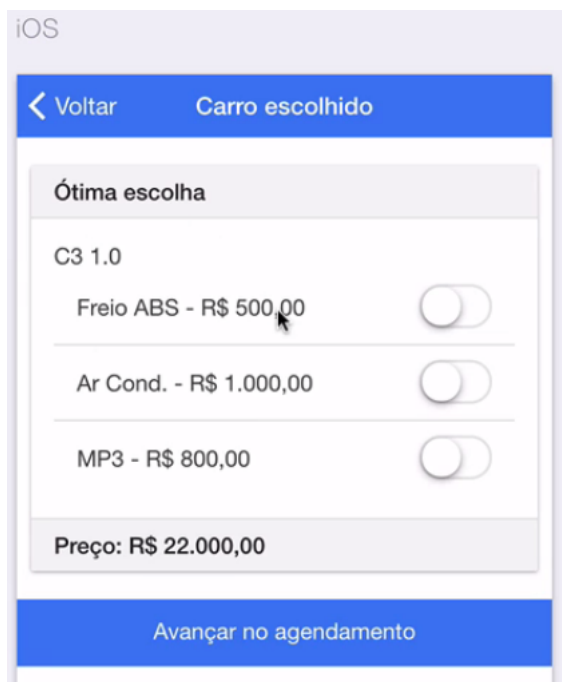 iOS
Voltar Carro escolhido
Ótima escolha
C3 1.0
Freio ABS - R$ 500,00
Ar Cond. - R$ 1.000,00
MP3 - R$ 800,00
Preço: R$ 22.000,00
Avançar no agendamento